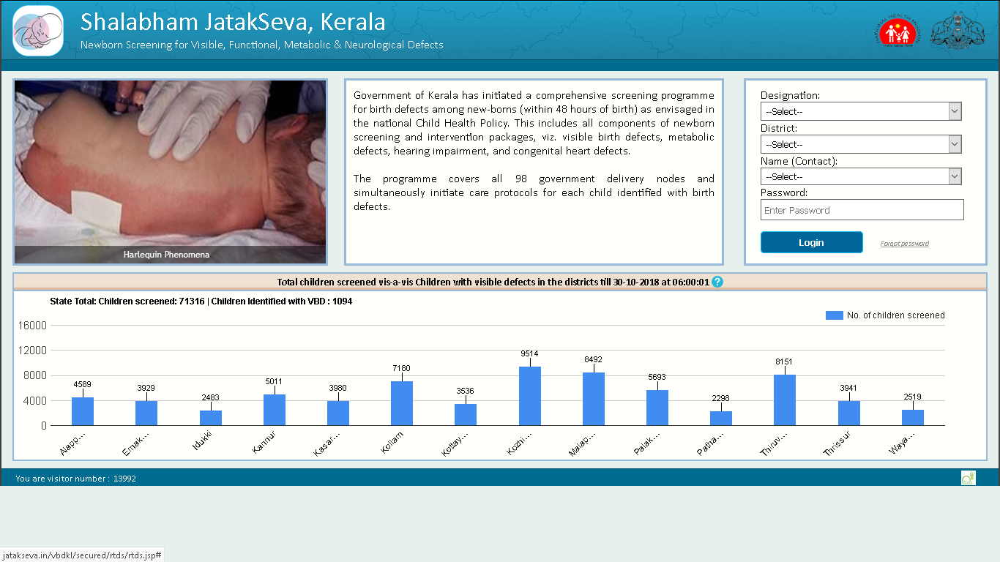 Shalabham JatakSeva, Kerala
Newborn Screening for Visible, Functional, Metabolic & Neurological Defects
Harlequin Phenomena
Government of Kerala has initiated a comprehensive screening programme
for birth defects among new-borns (within 48 hours of birth) as envisaged in
the national Child Health Policy. This includes all components of newborn
screening and intervention packages, viz. visible birth defects, metabolic
defects, hearing impairment, and congenital heart defects.
The programme covers all 98 government delivery nodes and
simultaneously initiate care protocols for each child identified with birth
defects.
Designation:
--Select--
District:
--Select--
Name (Contact):
--Select--
Password:
Enter Password
Login
Forgot password
Total children screened vis-a-vis Children with visible defects in the districts till 30-10-2018 at 06:00:01 ?
State Total: Children screened: 71316 | Children Identified with VBD : 1094
No. of children screened
16000
12000
8000
4000
0
4589
3929
2483
5011
3980
7180
3536
9514
8492
5693
2298
8151
3941
2519
Alapp...
Ernak...
Idukki
Kannur
Kasar...
Kollam
Kottay...
Kozhi...
Malap...
Palak...
Patha...
Thiruv...
Thrissur
Waya...
You are visitor number : 13992
jatakseva.in/vbdkl/secured/rtds/rtds.jsp#